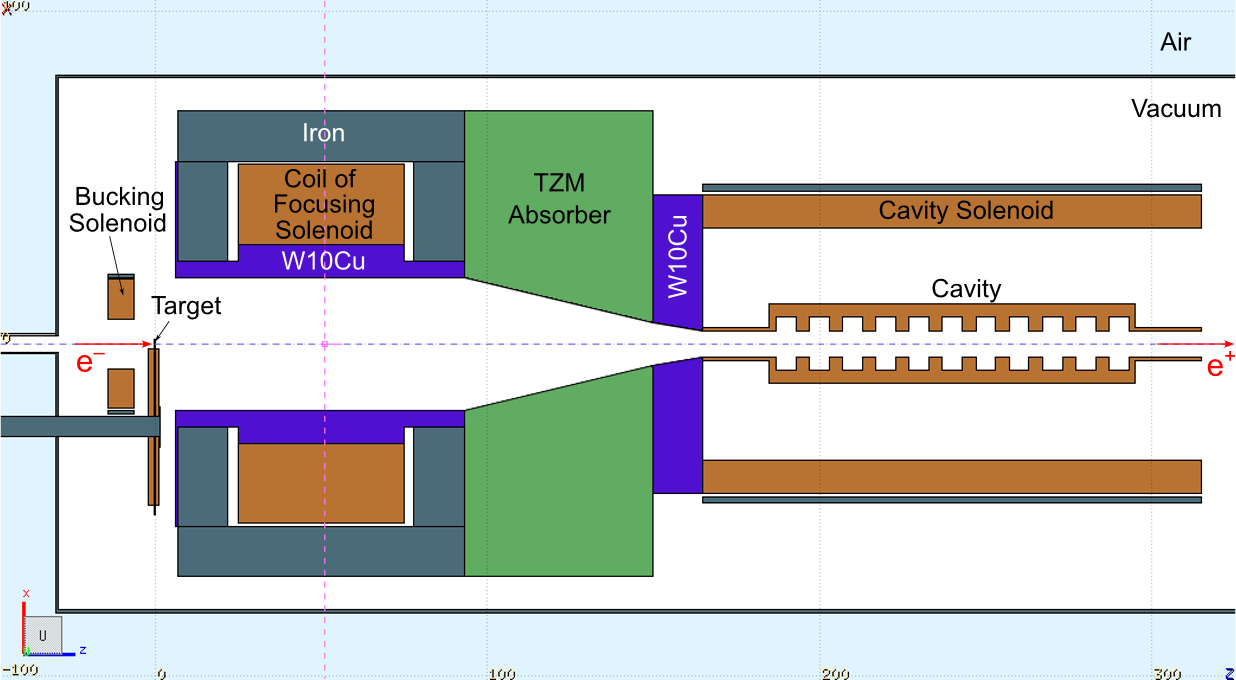 100
X
Air
Vacuum
Iron
Coil of
Focusing
Solenoid
W10Cu
TZM
Absorber
W10Cu
Cavity Solenoid
Bucking
Solenoid
Target
Cavity
0
e⁻
e⁺
x
U
z
-100
0
100
200
300
Z